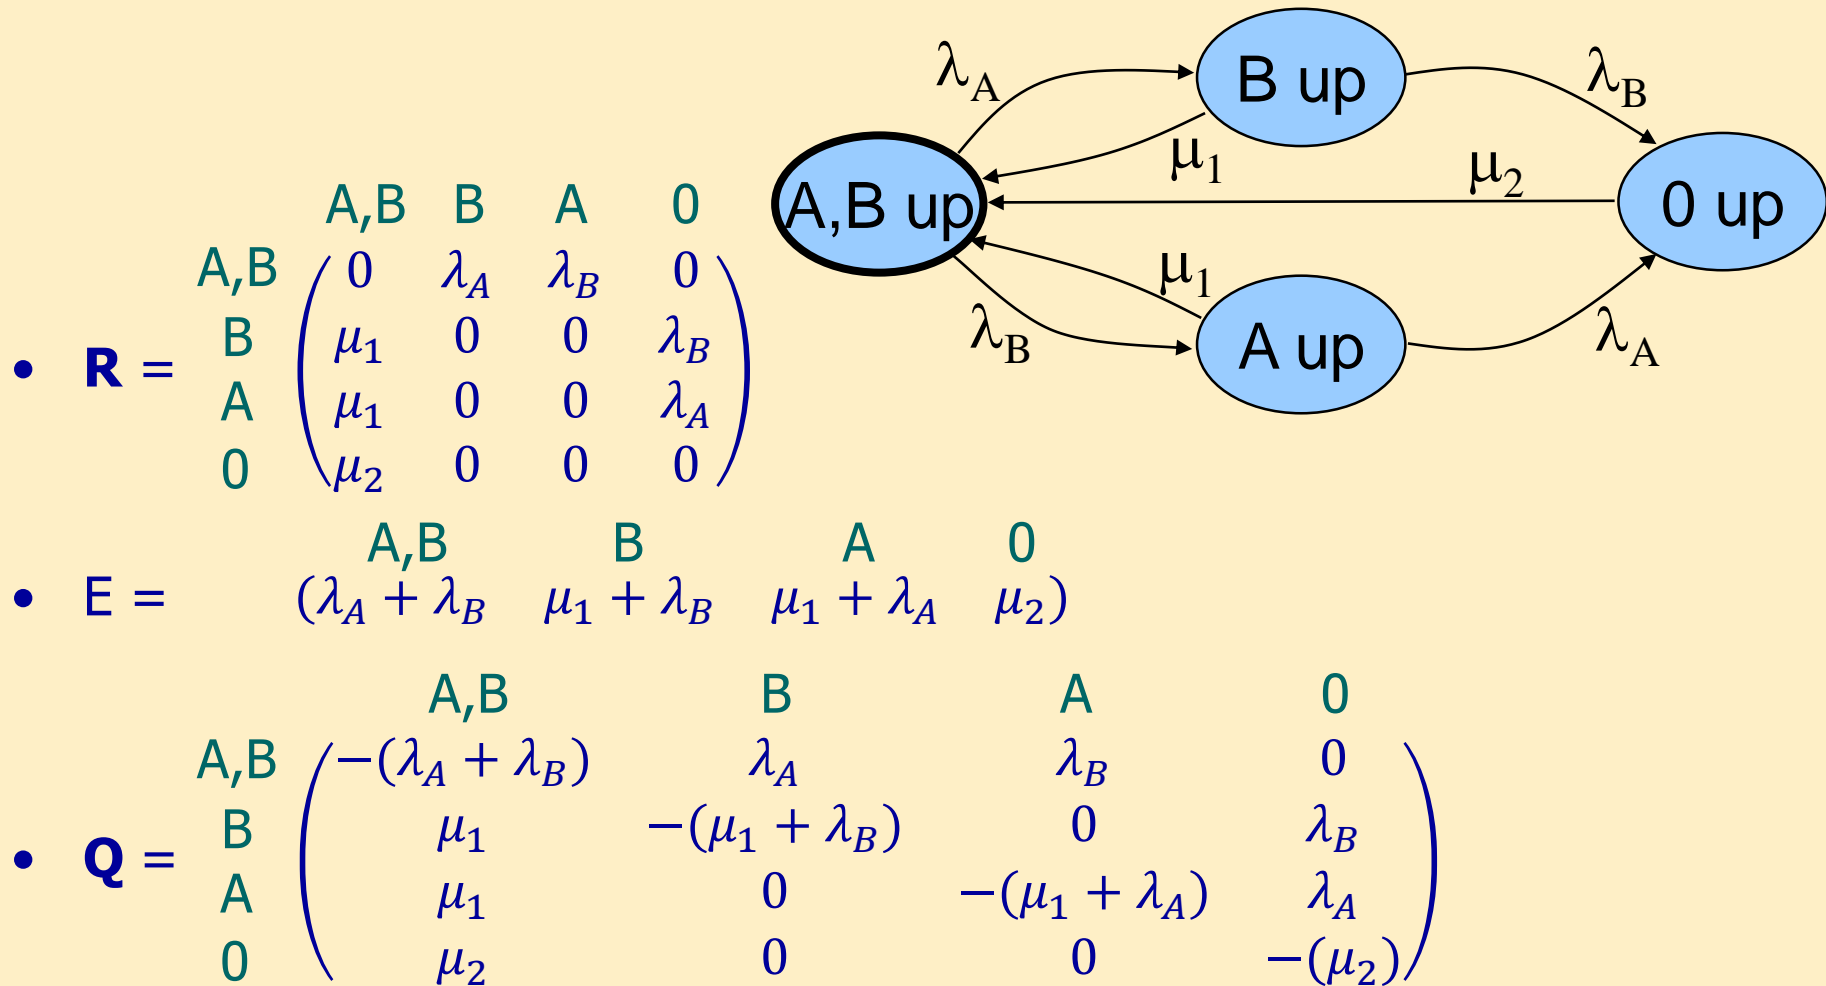 λA B up λB
μ1 μ2
A,B up 0 up
μ1
λB A up λA
A,B B A 0
A,B 0 λA λB 0
B μ1 0 0 λB
• R =
A μ1 0 0 λA
0 μ2 0 0 0
A,B B A 0
• E = (λA + λB μ1 + λB μ1 + λA μ2)
A,B B A 0
A,B −(λA + λB) λA λB 0
B μ1 −(μ1 + λB) 0 λB
• Q =
A μ1 0 −(μ1 + λA) λA
0 μ2 0 0 −(μ2)